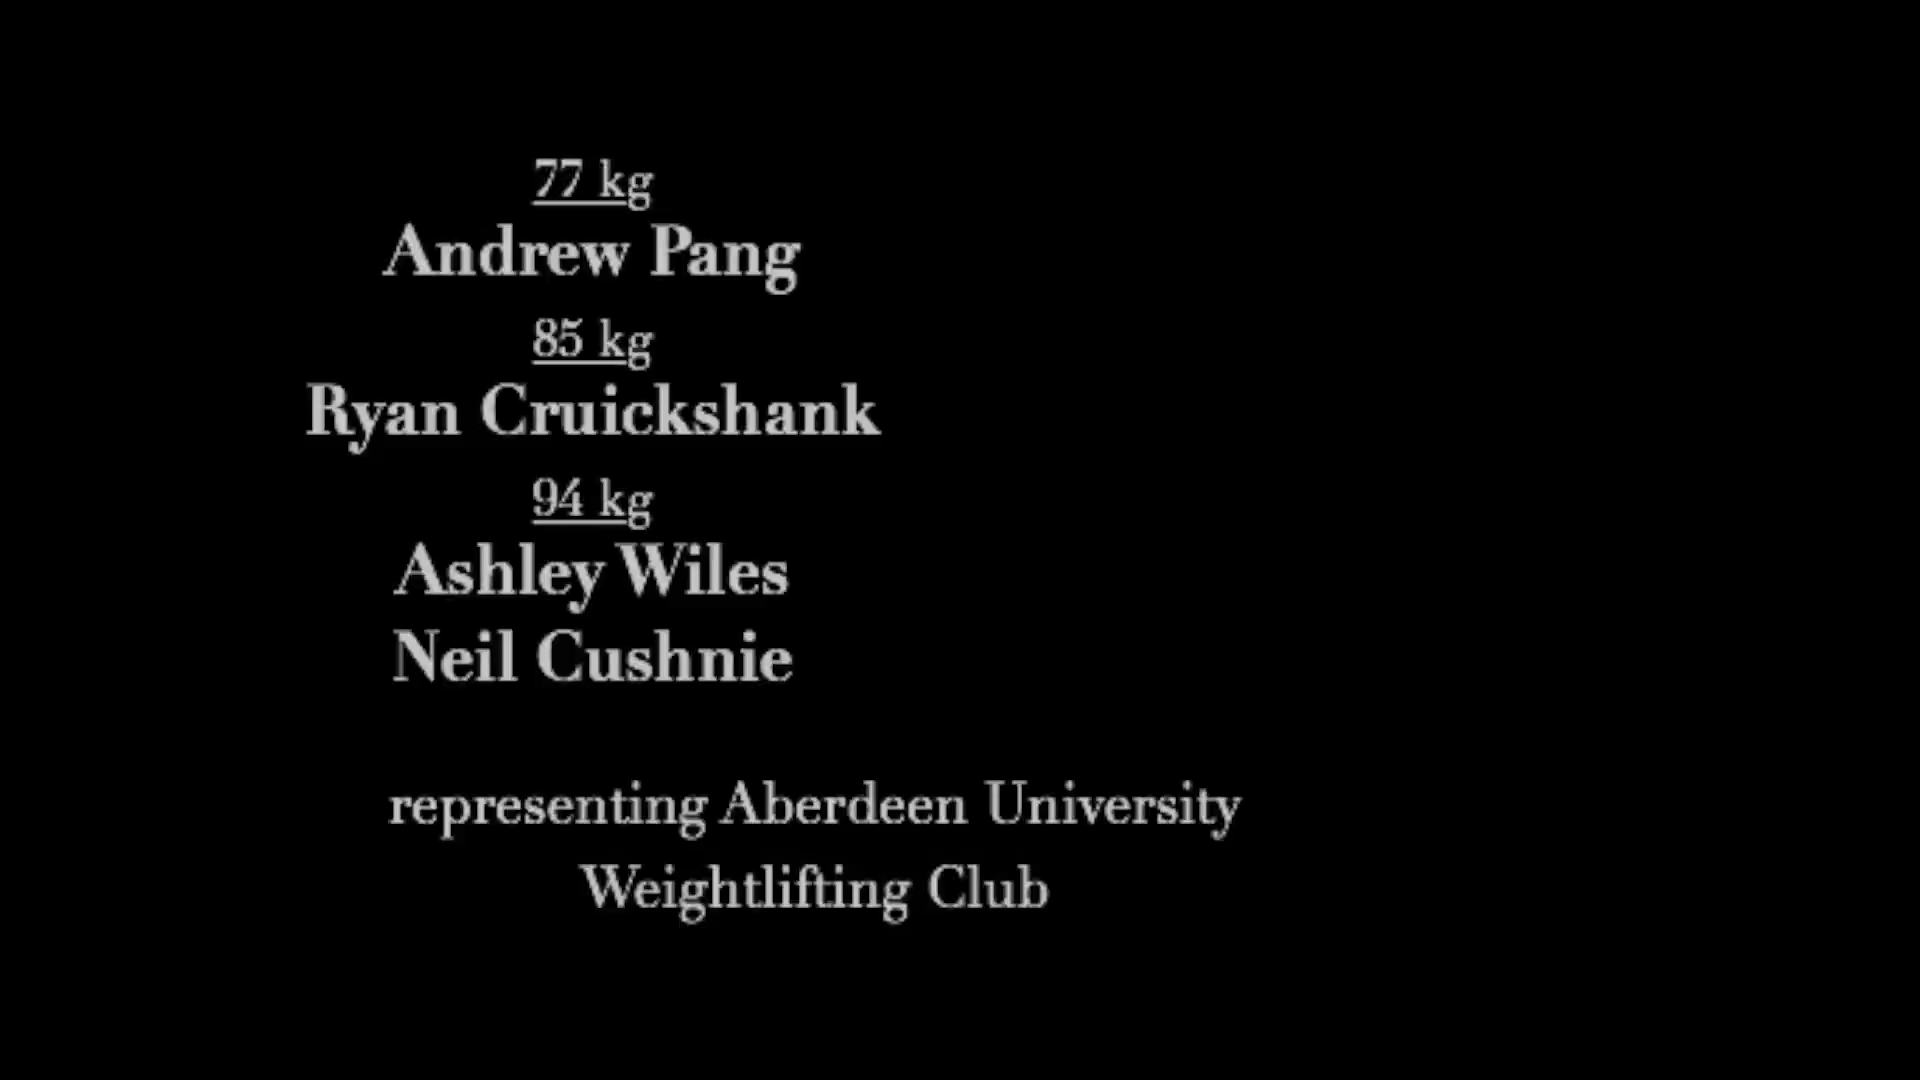 77 kg
Andrew Pang
85 kg
Ryan Cruickshank
94 kg
Ashley Wiles
Neil Cushnie
representing Aberdeen University
Weightlifting Club